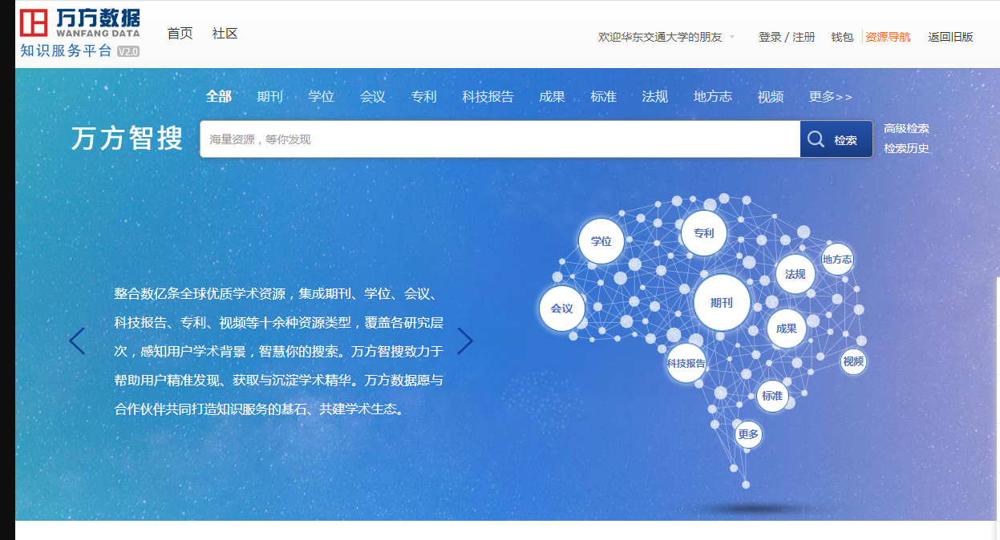 万方数据
WANFANG DATA
知识服务平台 V2.0
首页 社区
欢迎华东交通大学的朋友 登录 / 注册 钱包 资源导航 返回旧版
全部 期刊 学位 会议 专利 科技报告 成果 标准 法规 地方志 视频 更多>>
万方智搜
海量资源，等你发现
检索
高级检索
检索历史
整合数亿条全球优质学术资源，集成期刊、学位、会议、
科技报告、专利、视频等十余种资源类型，覆盖各研究层
次，感知用户学术背景，智慧你的搜索。万方智搜致力于
帮助用户精准发现、获取与沉淀学术精华。万方数据愿与
合作伙伴共同打造知识服务的基石、共建学术生态。
学位
专利
地方志
法规
会议
期刊
成果
科技报告
视频
标准
更多